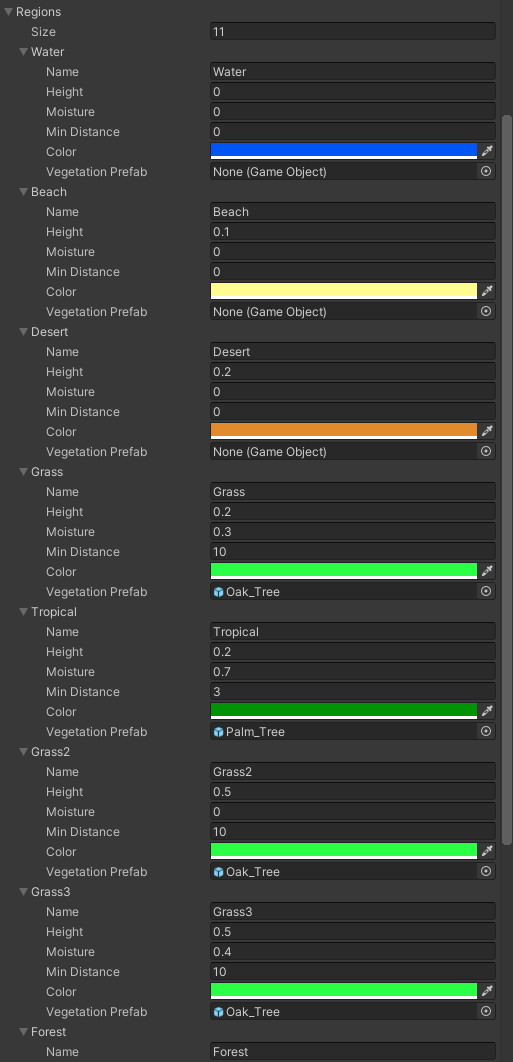 Regions
Size 11
Water
Name Water
Height 0
Moisture 0
Min Distance 0
Color
Vegetation Prefab None (Game Object)
Beach
Name Beach
Height 0.1
Moisture 0
Min Distance 0
Color
Vegetation Prefab None (Game Object)
Desert
Name Desert
Height 0.2
Moisture 0
Min Distance 0
Color
Vegetation Prefab None (Game Object)
Grass
Name Grass
Height 0.2
Moisture 0.3
Min Distance 10
Color
Vegetation Prefab Oak_Tree
Tropical
Name Tropical
Height 0.2
Moisture 0.7
Min Distance 3
Color
Vegetation Prefab Palm_Tree
Grass2
Name Grass2
Height 0.5
Moisture 0
Min Distance 10
Color
Vegetation Prefab Oak_Tree
Grass3
Name Grass3
Height 0.5
Moisture 0.4
Min Distance 10
Color
Vegetation Prefab Oak_Tree
Forest
Name Forest